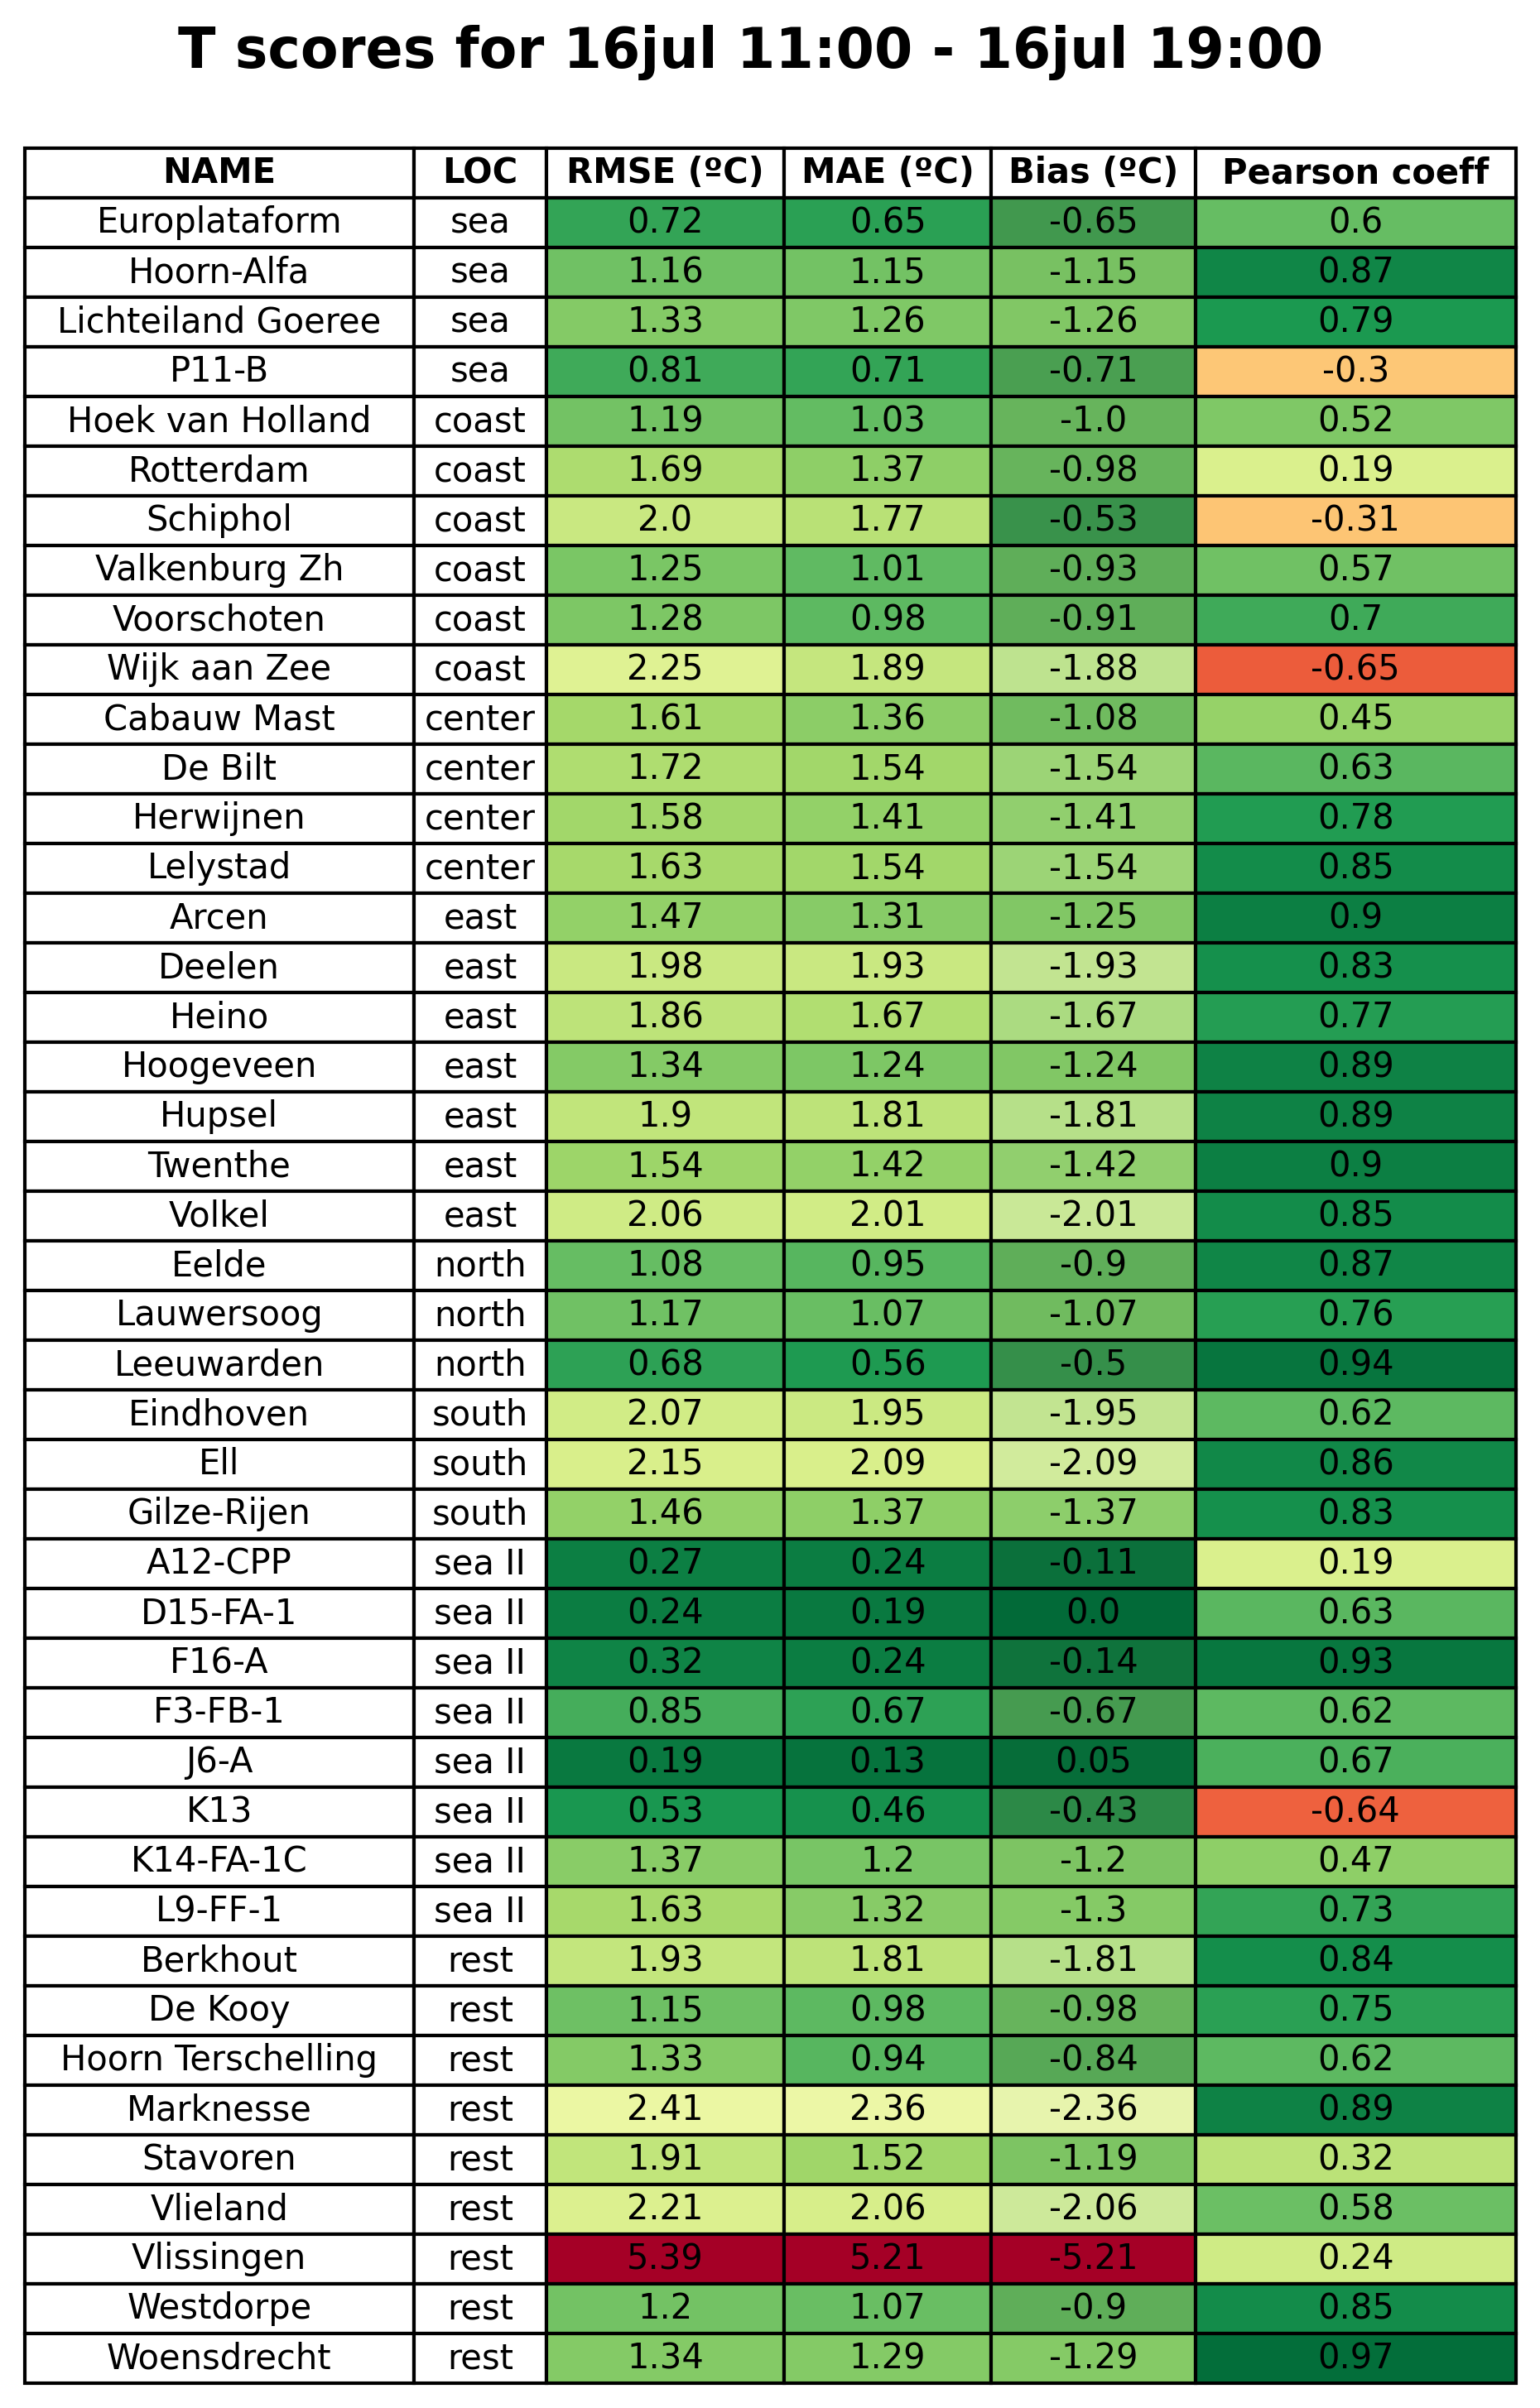 T scores for 16jul 11:00 - 16jul 19:00
NAME LOC RMSE (ºC) MAE (ºC) Bias (ºC) Pearson coeff
Europlataform sea 0.72 0.65 -0.65 0.6
Hoorn-Alfa sea 1.16 1.15 -1.15 0.87
Lichteiland Goeree sea 1.33 1.26 -1.26 0.79
P11-B sea 0.81 0.71 -0.71 -0.3
Hoek van Holland coast 1.19 1.03 -1.0 0.52
Rotterdam coast 1.69 1.37 -0.98 0.19
Schiphol coast 2.0 1.77 -0.53 -0.31
Valkenburg Zh coast 1.25 1.01 -0.93 0.57
Voorschoten coast 1.28 0.98 -0.91 0.7
Wijk aan Zee coast 2.25 1.89 -1.88 -0.65
Cabauw Mast center 1.61 1.36 -1.08 0.45
De Bilt center 1.72 1.54 -1.54 0.63
Herwijnen center 1.58 1.41 -1.41 0.78
Lelystad center 1.63 1.54 -1.54 0.85
Arcen east 1.47 1.31 -1.25 0.9
Deelen east 1.98 1.93 -1.93 0.83
Heino east 1.86 1.67 -1.67 0.77
Hoogeveen east 1.34 1.24 -1.24 0.89
Hupsel east 1.9 1.81 -1.81 0.89
Twenthe east 1.54 1.42 -1.42 0.9
Volkel east 2.06 2.01 -2.01 0.85
Eelde north 1.08 0.95 -0.9 0.87
Lauwersoog north 1.17 1.07 -1.07 0.76
Leeuwarden north 0.68 0.56 -0.5 0.94
Eindhoven south 2.07 1.95 -1.95 0.62
Ell south 2.15 2.09 -2.09 0.86
Gilze-Rijen south 1.46 1.37 -1.37 0.83
A12-CPP sea II 0.27 0.24 -0.11 0.19
D15-FA-1 sea II 0.24 0.19 0.0 0.63
F16-A sea II 0.32 0.24 -0.14 0.93
F3-FB-1 sea II 0.85 0.67 -0.67 0.62
J6-A sea II 0.19 0.13 0.05 0.67
K13 sea II 0.53 0.46 -0.43 -0.64
K14-FA-1C sea II 1.37 1.2 -1.2 0.47
L9-FF-1 sea II 1.63 1.32 -1.3 0.73
Berkhout rest 1.93 1.81 -1.81 0.84
De Kooy rest 1.15 0.98 -0.98 0.75
Hoorn Terschelling rest 1.33 0.94 -0.84 0.62
Marknesse rest 2.41 2.36 -2.36 0.89
Stavoren rest 1.91 1.52 -1.19 0.32
Vlieland rest 2.21 2.06 -2.06 0.58
Vlissingen rest 5.39 5.21 -5.21 0.24
Westdorpe rest 1.2 1.07 -0.9 0.85
Woensdrecht rest 1.34 1.29 -1.29 0.97